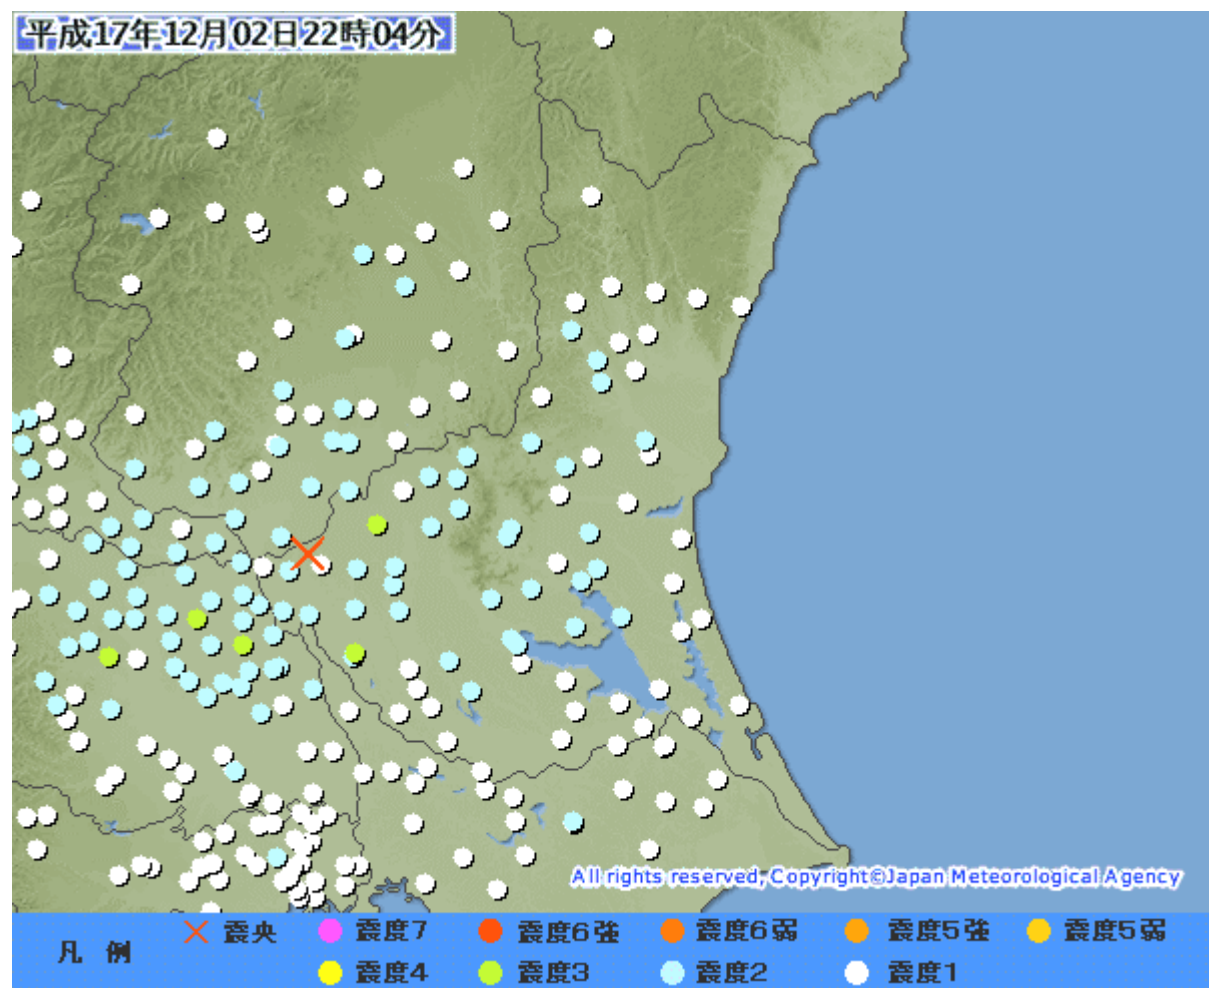 平成17年12月02日22時04分
All rights reserved, Copyright©Japan Meteorological Agency
凡 例
震央 震度7 震度6強 震度6弱 震度5強 震度5弱
震度4 震度3 震度2 震度1